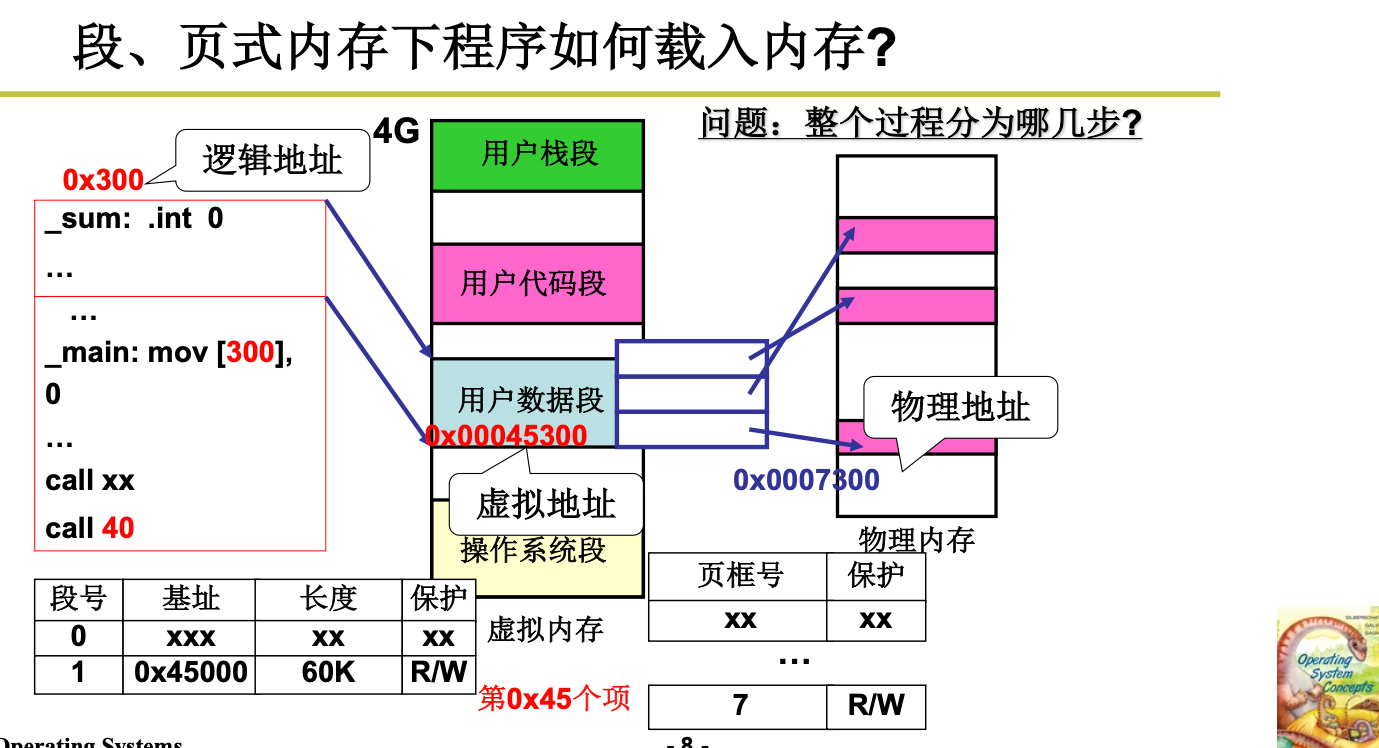 段、页式内存下程序如何载入内存?
问题：整个过程分为哪几步?
4G
逻辑地址
0x300
_sum: .int 0
…
…
_main: mov [300],
0
…
call xx
call 40
用户栈段
用户代码段
用户数据段
0x00045300
虚拟地址
操作系统段
虚拟内存
物理地址
0x0007300
物理内存
段号 基址 长度 保护
0 xxx xx xx
1 0x45000 60K R/W
第0x45个项
页框号 保护
xx xx
…
7 R/W
Operating
System
Concepts
Operating Systems
- 8 -